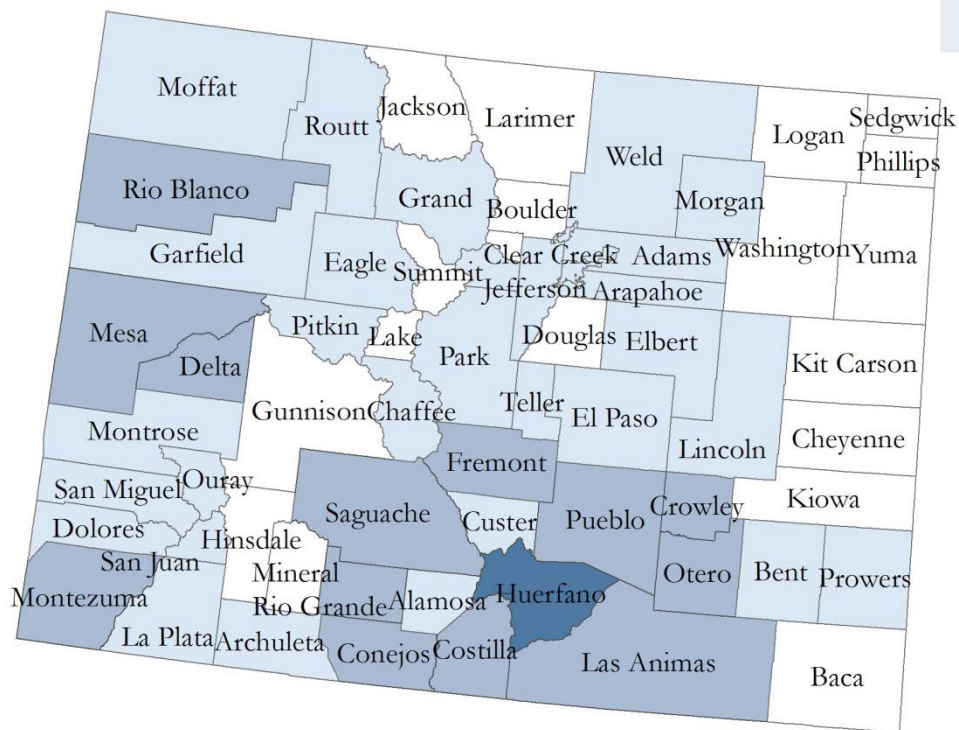 Moffat
Routt
Jackson
Larimer
Weld
Logan
Sedgwick
Phillips
Rio Blanco
Grand
Boulder
Morgan
Washington
Yuma
Garfield
Eagle
Summit
Clear Creek
Adams
Jefferson
Arapahoe
Mesa
Delta
Pitkin
Lake
Park
Douglas
Elbert
Kit Carson
Gunnison
Chaffee
Teller
El Paso
Lincoln
Cheyenne
Montrose
Ouray
Fremont
San Miguel
Saguache
Custer
Pueblo
Crowley
Kiowa
Dolores
San Juan
Hinsdale
Mineral
Otero
Bent
Prowers
Montezuma
Rio Grande
Alamosa
Huerfano
La Plata
Archuleta
Conejos
Costilla
Las Animas
Baca